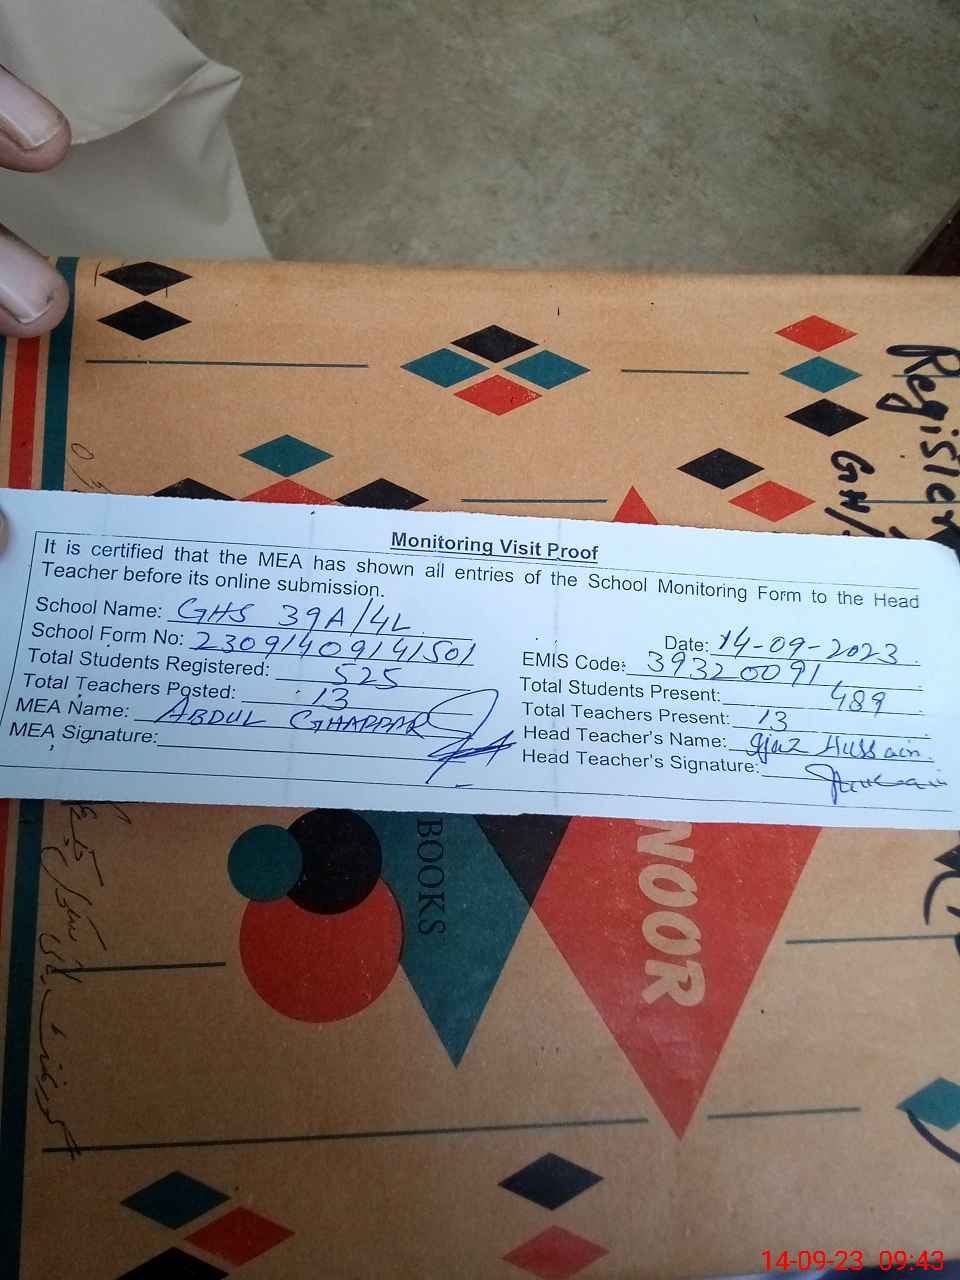 Register
GH/
Monitoring Visit Proof
It is certified that the MEA has shown all entries of the School Monitoring Form to the Head
Teacher before its online submission.
School Name: GHS 39A/4L
Date: 14-09-2023
School Form No: 23091409141501
EMIS Code: 39320091
Total Students Registered: 525
Total Students Present: 489
Total Teachers Posted: 13
Total Teachers Present: 13
MEA Name: ABDUL GHAFFAR
Head Teacher's Name: Ijaz Hussain
MEA Signature:
Head Teacher's Signature:
BOOKS
NOOR
14-09-23 09:43